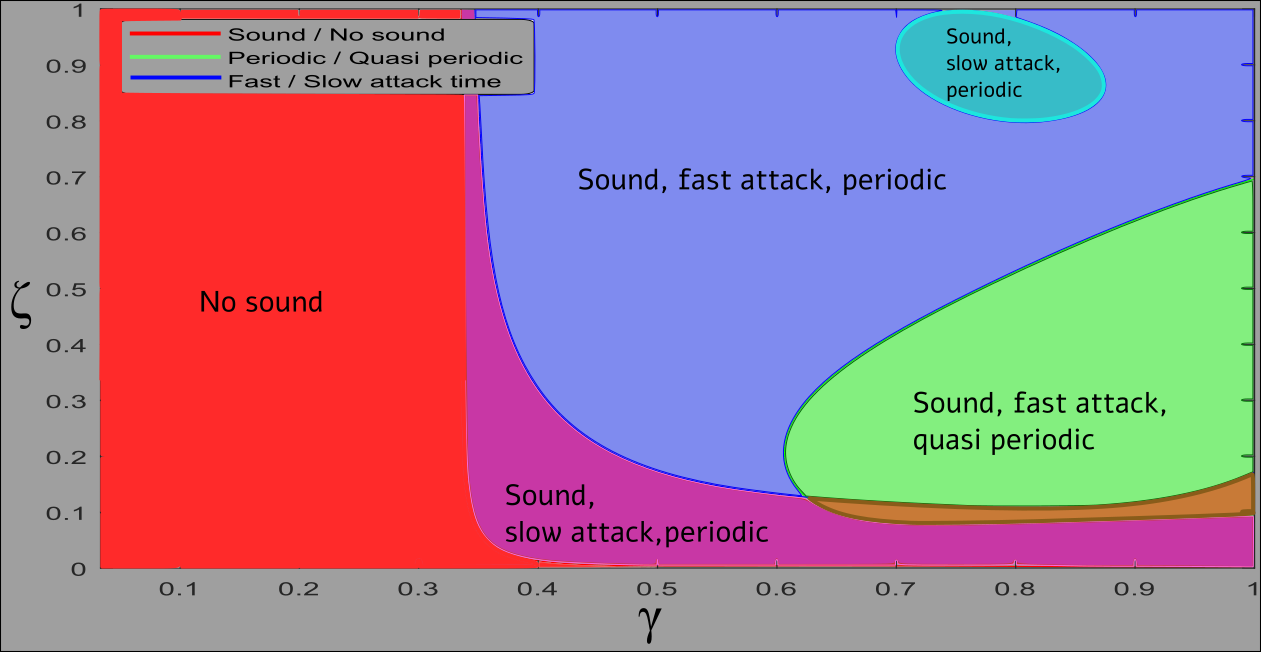 1
Sound / No sound
Periodic / Quasi periodic
Fast / Slow attack time
Sound,
slow attack,
periodic
0.9
0.8
0.7
Sound, fast attack, periodic
0.6
0.5
No sound
ζ
0.4
0.3
Sound, fast attack,
quasi periodic
0.2
Sound,
slow attack,periodic
0.1
0
0.1 0.2 0.3 0.4 0.5 0.6 0.7 0.8 0.9 1
γ